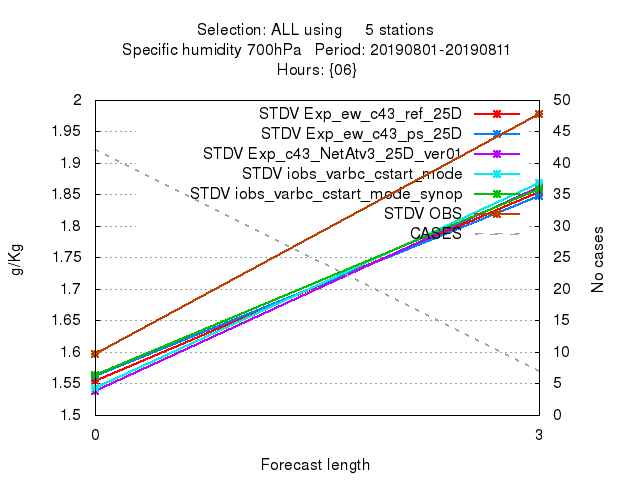 Selection: ALL using 5 stations
Specific humidity 700hPa Period: 20190801-20190811
Hours: {06}
2
1.95
1.9
1.85
1.8
1.75
1.7
1.65
1.6
1.55
1.5
g/Kg
STDV Exp_ew_c43_ref_25D
STDV Exp_ew_c43_ps_25D
STDV Exp_c43_NetAtv3_25D_ver01
STDV iobs_varbc_cstart_mode
STDV iobs_varbc_cstart_mode_synop
STDV OBS
CASES
50
45
40
35
30
25
20
15
10
5
0
No cases
0
3
Forecast length